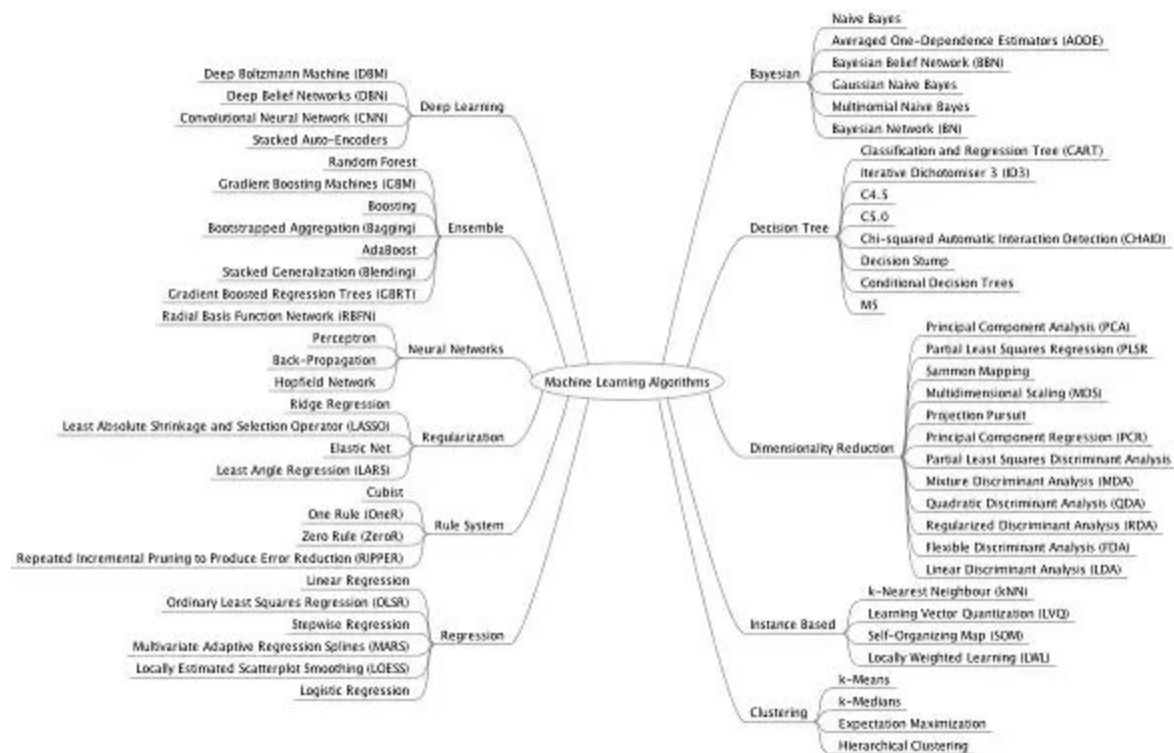 Machine Learning Algorithms
Deep Learning
Deep Boltzmann Machine (DBM)
Deep Belief Networks (DBN)
Convolutional Neural Network (CNN)
Stacked Auto-Encoders
Ensemble
Random Forest
Gradient Boosting Machines (GBM)
Boosting
Bootstrapped Aggregation (Bagging)
AdaBoost
Stacked Generalization (Blending)
Gradient Boosted Regression Trees (GBRT)
Neural Networks
Radial Basis Function Network (RBFN)
Perceptron
Back-Propagation
Hopfield Network
Regularization
Ridge Regression
Least Absolute Shrinkage and Selection Operator (LASSO)
Elastic Net
Least Angle Regression (LARS)
Rule System
Cubist
One Rule (OneR)
Zero Rule (ZeroR)
Repeated Incremental Pruning to Produce Error Reduction (RIPPER)
Regression
Linear Regression
Ordinary Least Squares Regression (OLSR)
Stepwise Regression
Multivariate Adaptive Regression Splines (MARS)
Locally Estimated Scatterplot Smoothing (LOESS)
Logistic Regression
Bayesian
Naive Bayes
Averaged One-Dependence Estimators (AODE)
Bayesian Belief Network (BBN)
Gaussian Naive Bayes
Multinomial Naive Bayes
Bayesian Network (BN)
Decision Tree
Classification and Regression Tree (CART)
Iterative Dichotomiser 3 (ID3)
C4.5
C5.0
Chi-squared Automatic Interaction Detection (CHAID)
Decision Stump
Conditional Decision Trees
M5
Dimensionality Reduction
Principal Component Analysis (PCA)
Partial Least Squares Regression (PLSR
Sammon Mapping
Multidimensional Scaling (MDS)
Projection Pursuit
Principal Component Regression (PCR)
Partial Least Squares Discriminant Analysis
Mixture Discriminant Analysis (MDA)
Quadratic Discriminant Analysis (QDA)
Regularized Discriminant Analysis (RDA)
Flexible Discriminant Analysis (FDA)
Linear Discriminant Analysis (LDA)
Instance Based
k-Nearest Neighbour (kNN)
Learning Vector Quantization (LVQ)
Self-Organizing Map (SOM)
Locally Weighted Learning (LWL)
Clustering
k-Means
k-Medians
Expectation Maximization
Hierarchical Clustering